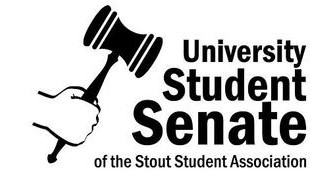 University
Student
Senate
of the Stout Student Association